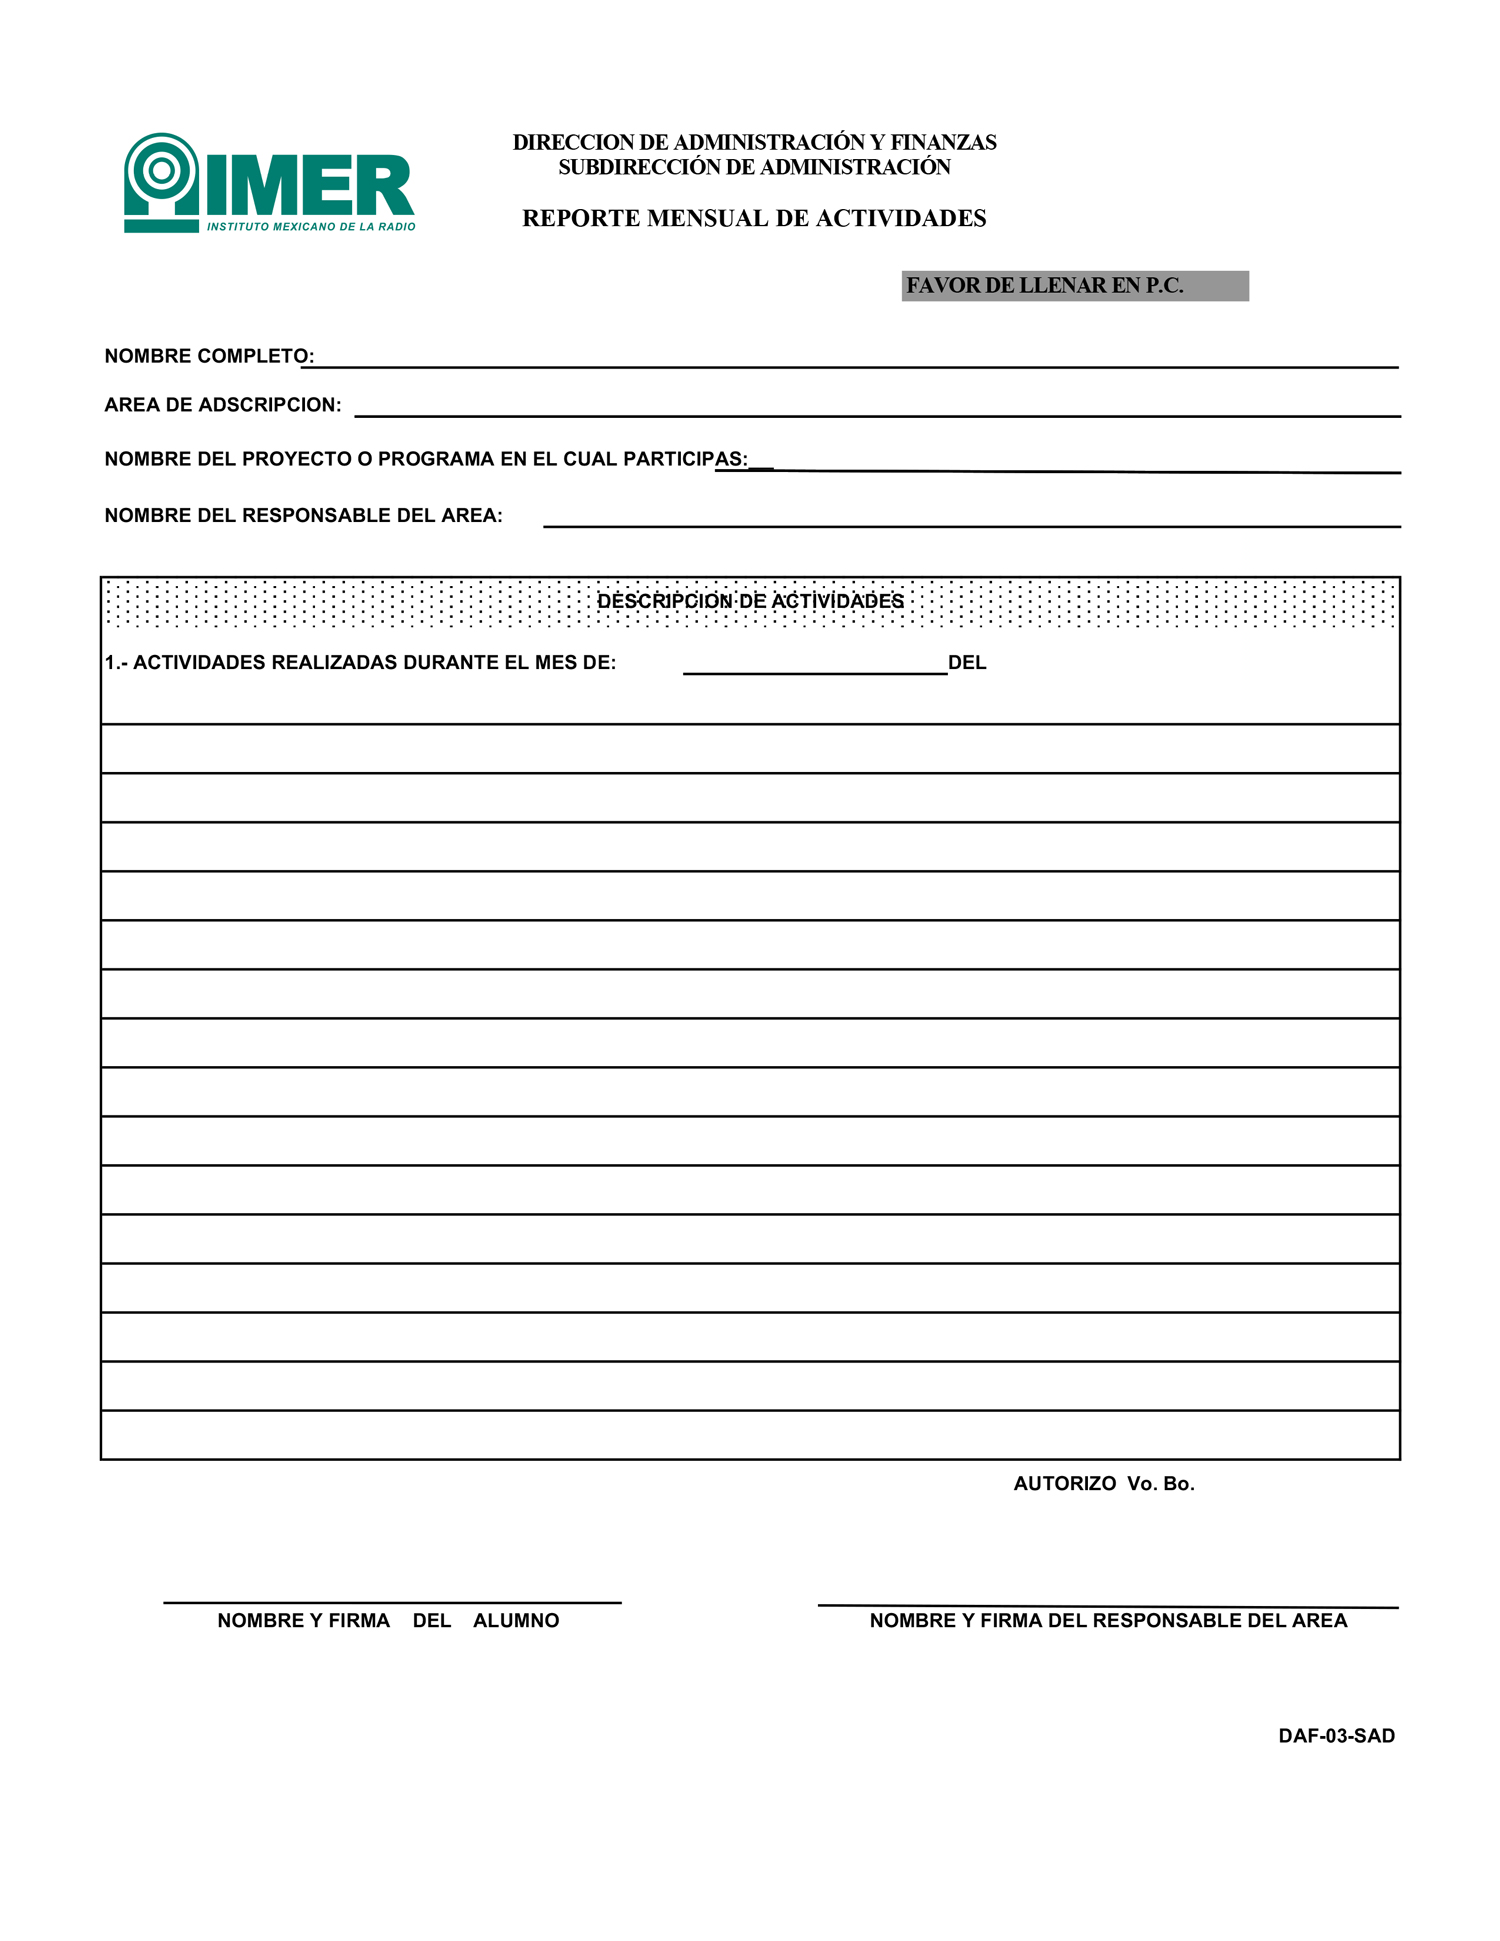 IMER
INSTITUTO MEXICANO DE LA RADIO
DIRECCION DE ADMINISTRACIÓN Y FINANZAS
SUBDIRECCIÓN DE ADMINISTRACIÓN
REPORTE MENSUAL DE ACTIVIDADES
FAVOR DE LLENAR EN P.C.
NOMBRE COMPLETO:
AREA DE ADSCRIPCION:
NOMBRE DEL PROYECTO O PROGRAMA EN EL CUAL PARTICIPAS:__
NOMBRE DEL RESPONSABLE DEL AREA:
DESCRIPCION DE ACTIVIDADES
1.- ACTIVIDADES REALIZADAS DURANTE EL MES DE: DEL
AUTORIZO Vo. Bo.
NOMBRE Y FIRMA DEL ALUMNO
NOMBRE Y FIRMA DEL RESPONSABLE DEL AREA
DAF-03-SAD